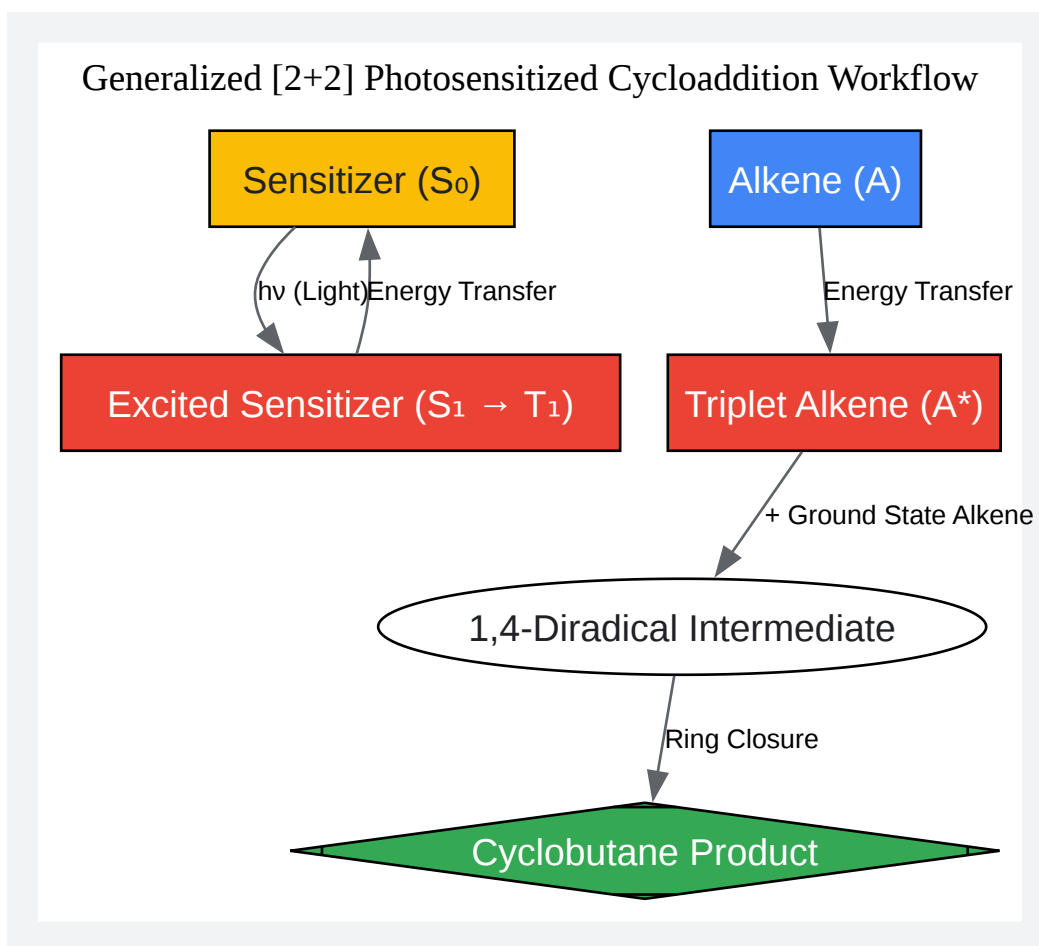 Generalized [2+2] Photosensitized Cycloaddition Workflow
Sensitizer (S₀)
Alkene (A)
hν (Light)
Energy Transfer
Energy Transfer
Excited Sensitizer (S₁ → T₁)
Triplet Alkene (A*)
+ Ground State Alkene
1,4-Diradical Intermediate
Ring Closure
Cyclobutane Product